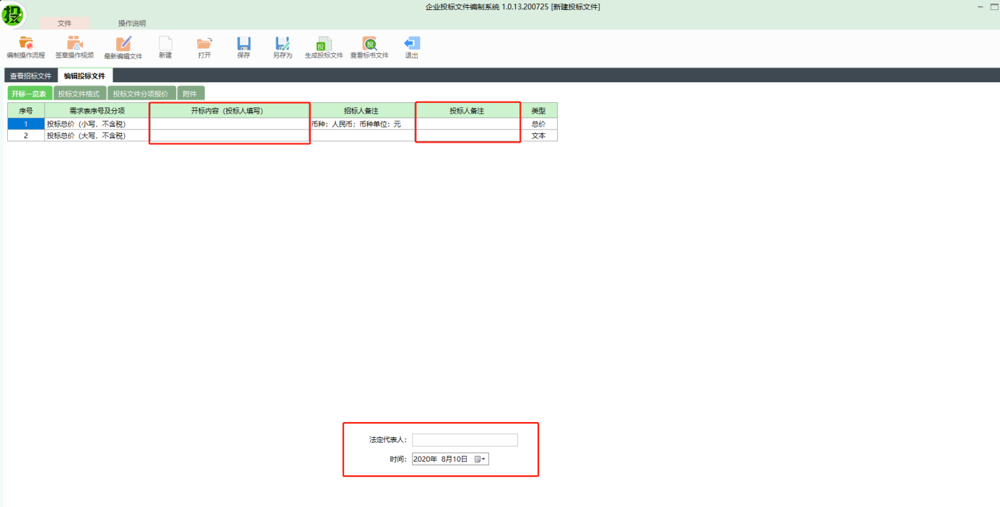 企业投标文件编制系统 1.0.13.200725 [新建投标文件]
投
文件 操作说明
编制操作流程 签章操作视频 最新编辑文件 新建 打开 保存 另存为 投 生成投标文件 投 查看标书文件 退出
查看招标文件 编辑投标文件
开标一览表 投标文件格式 投标文件分项报价 附件
序号 需求表序号及分项 开标内容（投标人填写） 招标人备注 投标人备注 类型
1 投标总价（小写，不含税） 币种：人民币；币种单位：元 总价
2 投标总价（大写，不含税） 文本
法定代表人：
时间： 2020年 8月10日